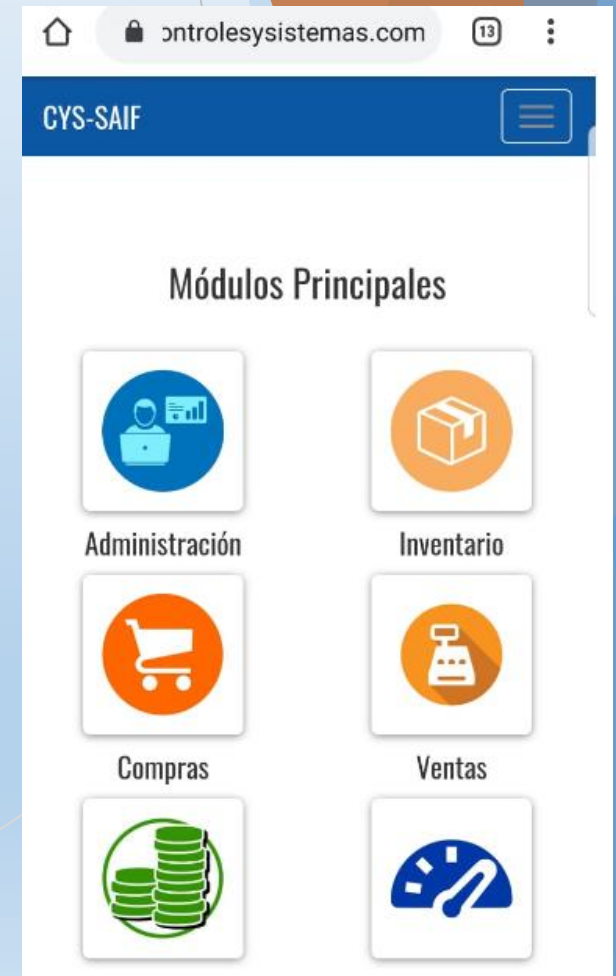 ontrolesysistemas.com 13
CYS-SAIF
Módulos Principales
Administración Inventario
Compras Ventas